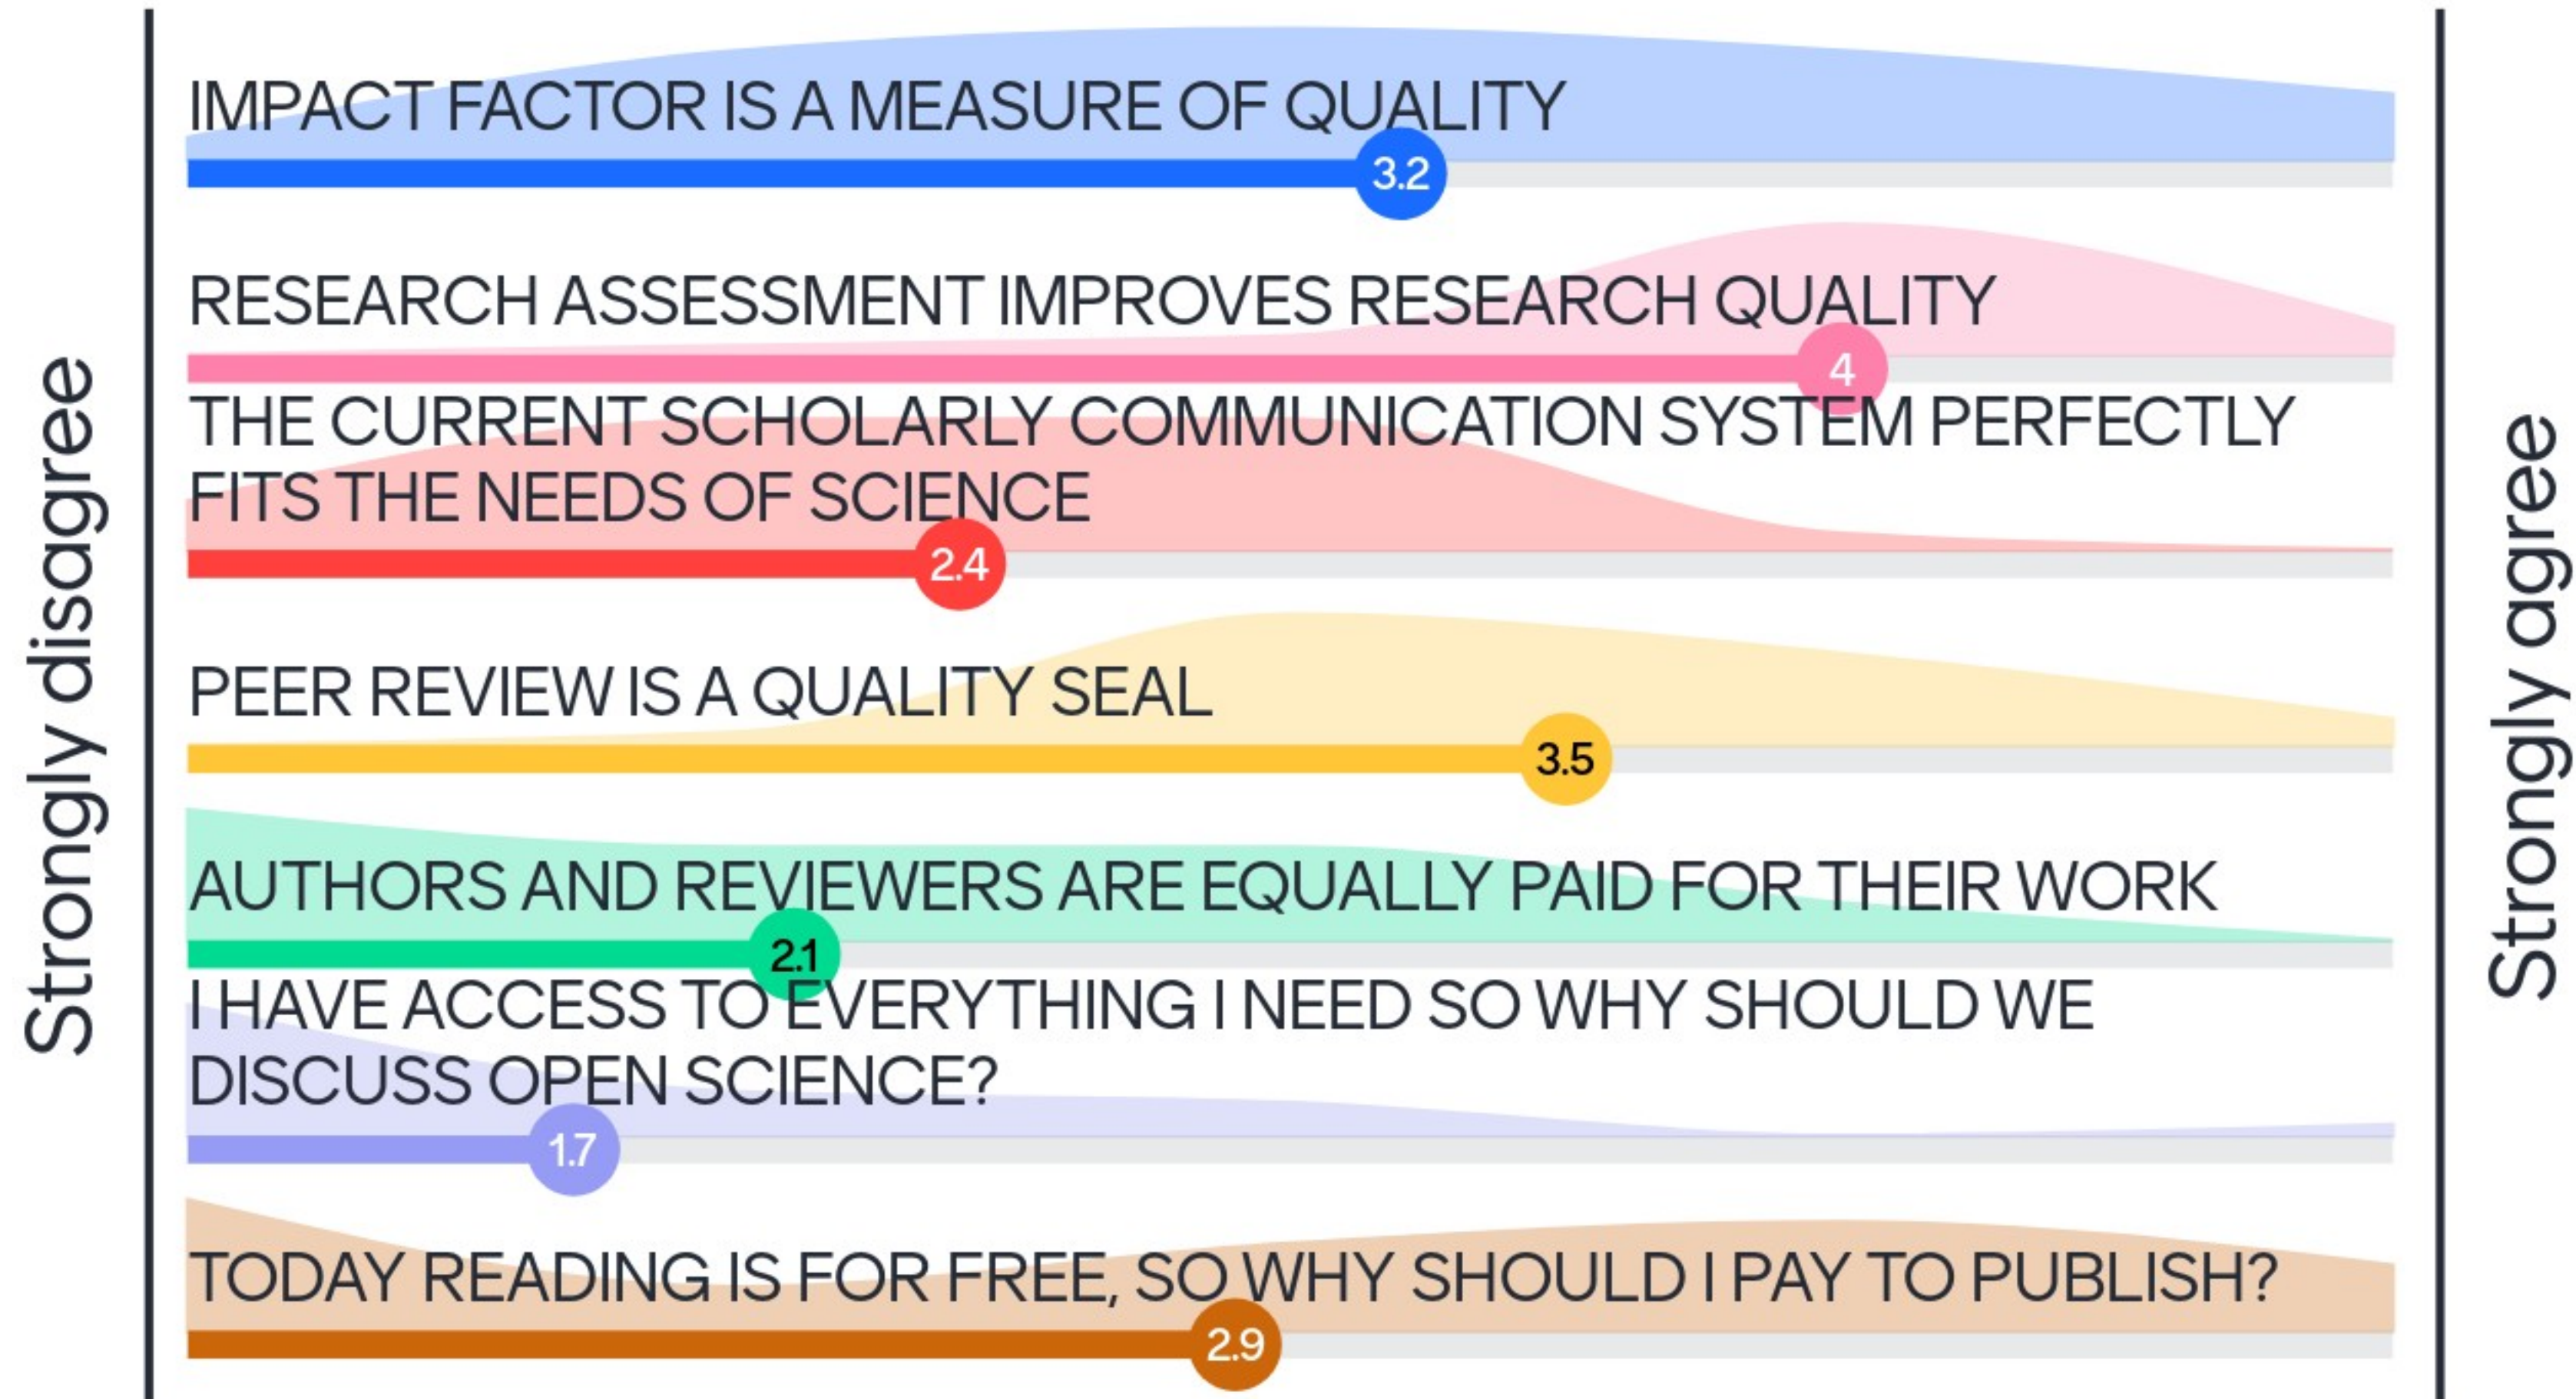 Strongly disagree
IMPACT FACTOR IS A MEASURE OF QUALITY
3.2
RESEARCH ASSESSMENT IMPROVES RESEARCH QUALITY
4
THE CURRENT SCHOLARLY COMMUNICATION SYSTEM PERFECTLY
FITS THE NEEDS OF SCIENCE
2.4
PEER REVIEW IS A QUALITY SEAL
3.5
AUTHORS AND REVIEWERS ARE EQUALLY PAID FOR THEIR WORK
2.1
I HAVE ACCESS TO EVERYTHING I NEED SO WHY SHOULD WE
DISCUSS OPEN SCIENCE?
1.7
TODAY READING IS FOR FREE, SO WHY SHOULD I PAY TO PUBLISH?
2.9
Strongly agree